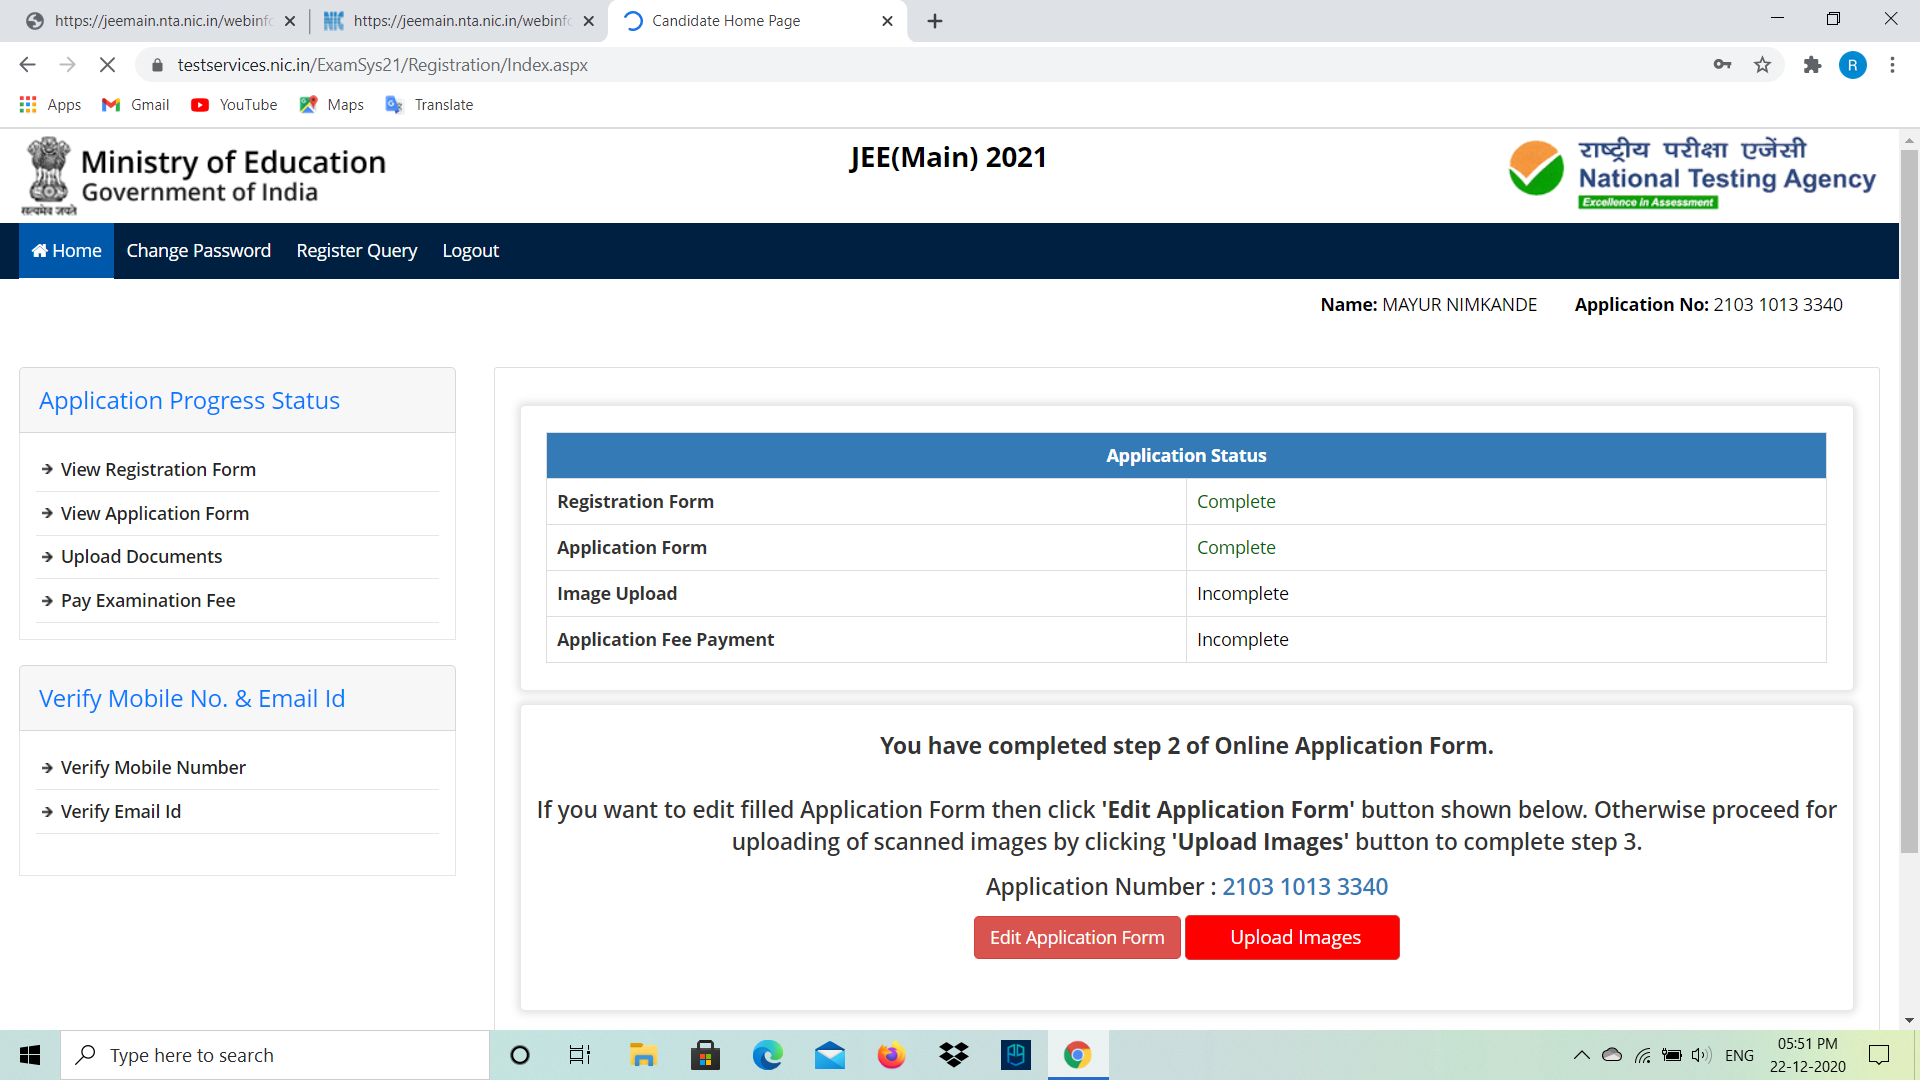 https://jeemain.nta.nic.in/webinfo
https://jeemain.nta.nic.in/webinfo
Candidate Home Page
testservices.nic.in/ExamSys21/Registration/Index.aspx
R
Apps Gmail YouTube Maps Translate
सत्यमेव जयते
Ministry of Education
Government of India
JEE(Main) 2021
राष्ट्रीय परीक्षा एजेंसी
National Testing Agency
Excellence in Assessment
Home Change Password Register Query Logout
Name: MAYUR NIMKANDE Application No: 2103 1013 3340
Application Progress Status
View Registration Form
View Application Form
Upload Documents
Pay Examination Fee
Verify Mobile No. & Email Id
Verify Mobile Number
Verify Email Id
Application Status
Registration Form Complete
Application Form Complete
Image Upload Incomplete
Application Fee Payment Incomplete
You have completed step 2 of Online Application Form.
If you want to edit filled Application Form then click 'Edit Application Form' button shown below. Otherwise proceed for
uploading of scanned images by clicking 'Upload Images' button to complete step 3.
Application Number : 2103 1013 3340
Edit Application Form Upload Images
Type here to search
ENG
05:51 PM
22-12-2020